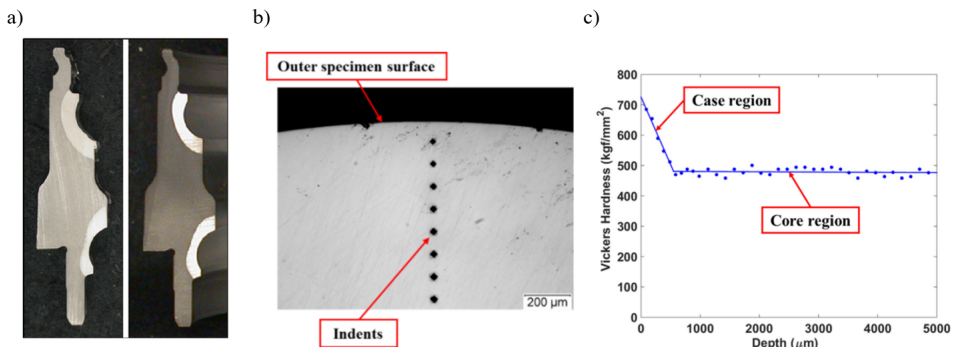 a)
b)
c)
Outer specimen surface
Indents
200 µm
Vickers Hardness (kgf/mm²)
800
700
600
500
400
300
200
100
0
Case region
Core region
0 1000 2000 3000 4000 5000
Depth (µm)